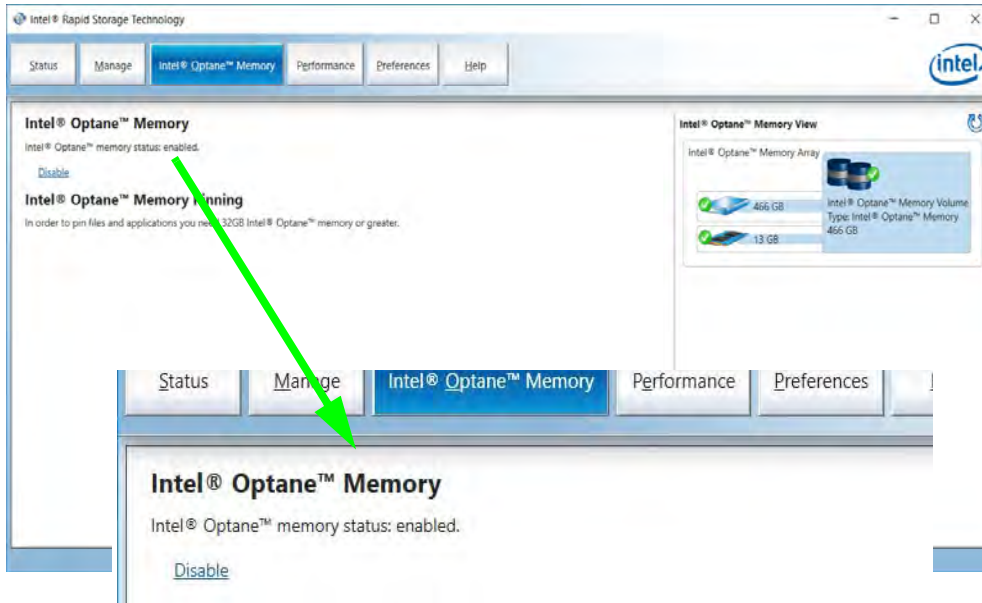 Intel® Rapid Storage Technology
Status Manage Intel® Optane™ Memory Performance Preferences Help
intel
Intel® Optane™ Memory
Intel® Optane™ memory status: enabled.
Disable
Intel® Optane™ Memory Pinning
In order to pin files and applications you need 32GB Intel® Optane™ memory or greater.
Intel® Optane™ Memory View
Intel® Optane™ Memory Array
466 GB
13 GB
Intel® Optane™ Memory Volume
Type: Intel® Optane™ Memory
466 GB
Status Manage Intel® Optane™ Memory Performance Preferences
Intel® Optane™ Memory
Intel® Optane™ memory status: enabled.
Disable